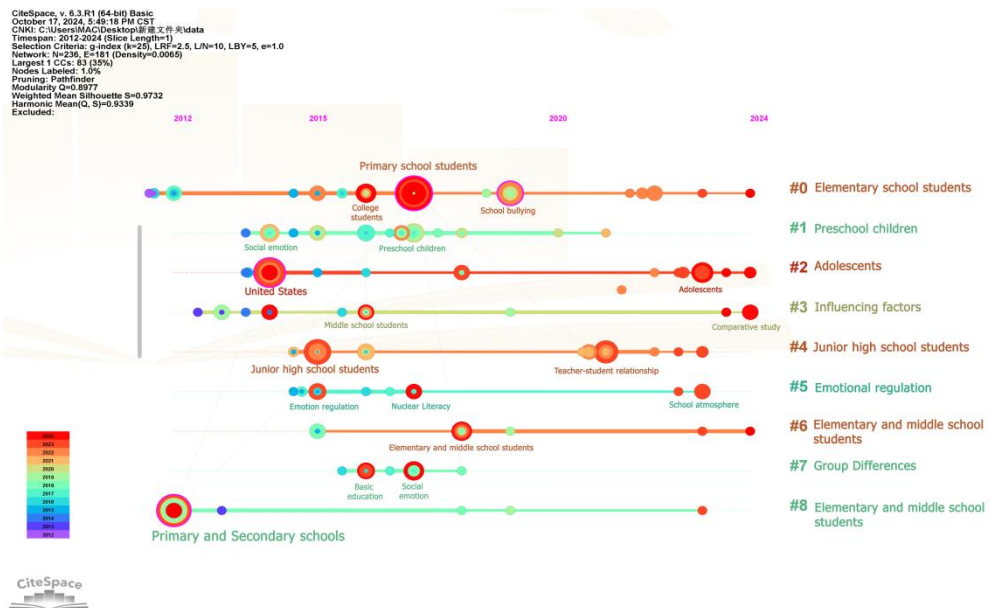 CiteSpace, v. 6.3.R1 (64-bit) Basic
October 17, 2024, 5:49:18 PM CST
CNKI: C:\Users\MAC\Desktop\新建文件夹\data
Timespan: 2012-2024 (Slice Length=1)
Selection Criteria: g-index (k=25), LRF=2.5, L/N=10, LBY=5, e=1.0
Network: N=236, E=181 (Density=0.0065)
Largest 1 CCs: 83 (35%)
Nodes Labeled: 1.0%
Pruning: Pathfinder
Modularity Q=0.8977
Weighted Mean Silhouette S=0.9732
Harmonic Mean(Q, S)=0.9339
Excluded:
2012 2015 2020 2024
Primary school students
#0 Elementary school students
College
students
School bullying
#1 Preschool children
Social emotion
Preschool children
#2 Adolescents
United States
Adolescents
#3 Influencing factors
Middle school students
Comparative study
#4 Junior high school students
Junior high school students
Teacher-student relationship
#5 Emotional regulation
Emotion regulation
Nuclear Literacy
School atmosphere
#6 Elementary and middle school
students
Elementary and middle school students
#7 Group Differences
Basic
education
Social
emotion
#8 Elementary and middle school
students
Primary and Secondary schools
2024
2023
2022
2021
2020
2019
2018
2017
2016
2015
2014
2013
2012
CiteSpace